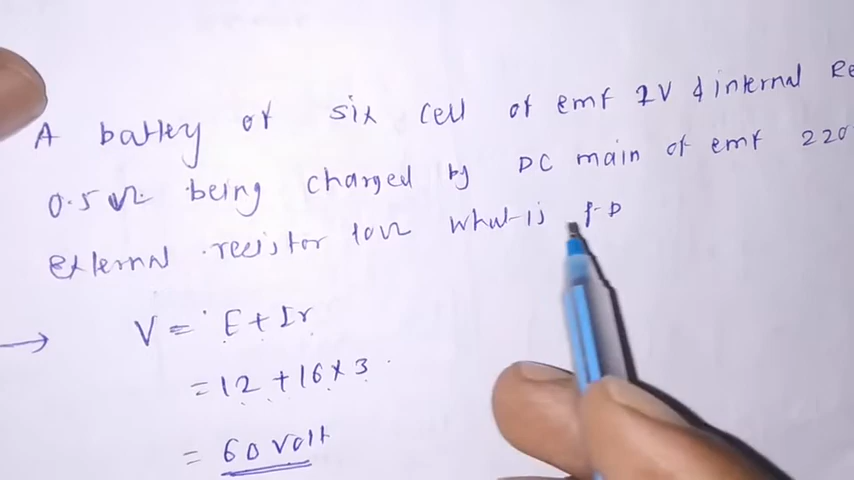 A battery of six cell of emf 2V & internal Re
0.5 Ω being charged by DC main of emf 220
External resistor 10Ω what is P.D
→ V = E + Ir
= 12 + 16 × 3
= 60 volt